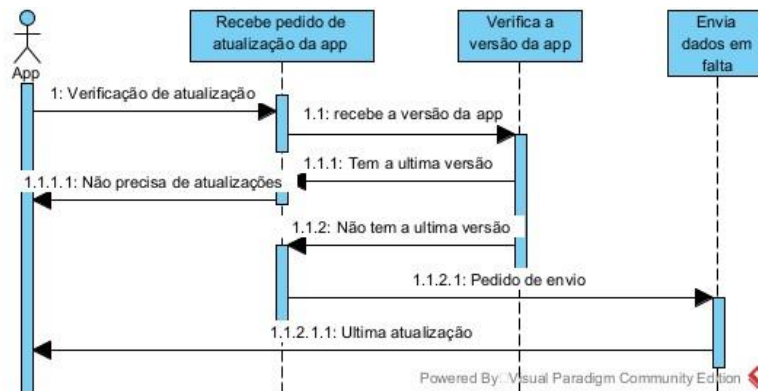 Recebe pedido de
atualização da app
Verifica a
versão da app
Envia
dados em
falta
App
1: Verificação de atualização
1.1: recebe a versão da app
1.1.1: Tem a ultima versão
1.1.1.1: Não precisa de atualizações
1.1.2: Não tem a ultima versão
1.1.2.1: Pedido de envio
1.1.2.1.1: Ultima atualização
Powered By Visual Paradigm Community Edition